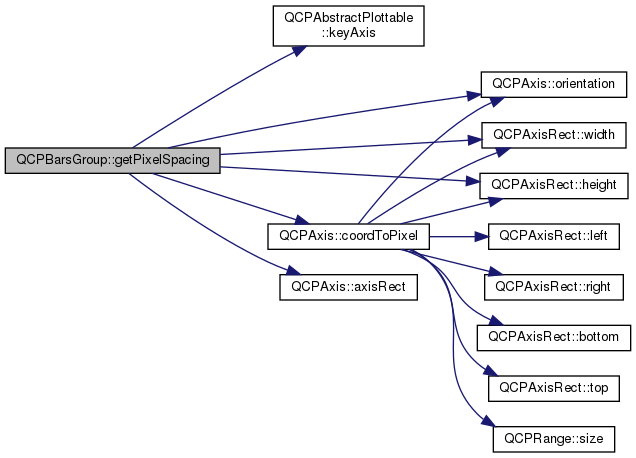 QCPAbstractPlottable
::keyAxis
QCPAxis::orientation
QCPAxisRect::width
QCPBarsGroup::getPixelSpacing
QCPAxisRect::height
QCPAxis::coordToPixel
QCPAxisRect::left
QCPAxis::axisRect
QCPAxisRect::right
QCPAxisRect::bottom
QCPAxisRect::top
QCPRange::size